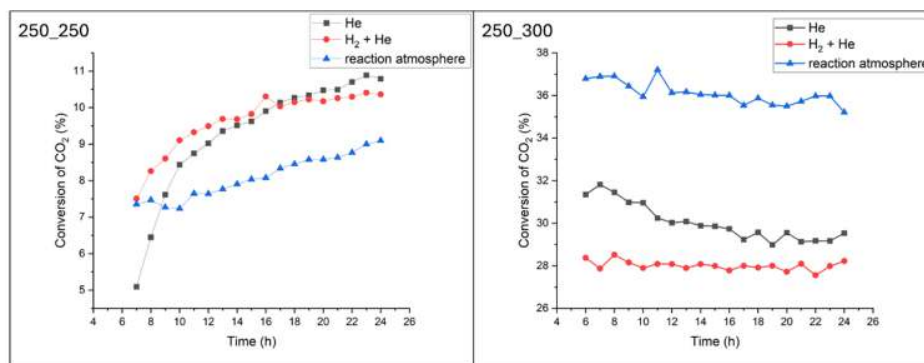 250_250
He
H₂ + He
reaction atmosphere
Conversion of CO₂ (%)
11
10
9
8
7
6
5
4 6 8 10 12 14 16 18 20 22 24 26
Time (h)
250_300
He
H₂ + He
reaction atmosphere
Conversion of CO₂ (%)
38
36
34
32
30
28
26
4 6 8 10 12 14 16 18 20 22 24 26
Time (h)